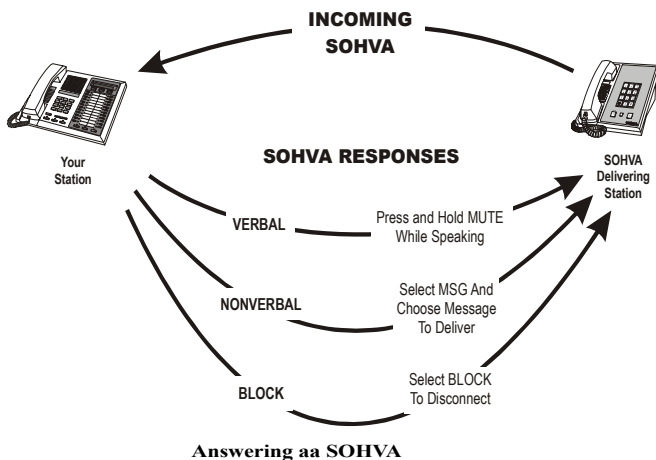 INCOMING
SOHVA
Your
Station
SOHVA
Delivering
Station
SOHVA RESPONSES
VERBAL
Press and Hold MUTE
While Speaking
NONVERBAL
Select MSG And
Choose Message
To Deliver
BLOCK
Select BLOCK
To Disconnect
Answering aa SOHVA